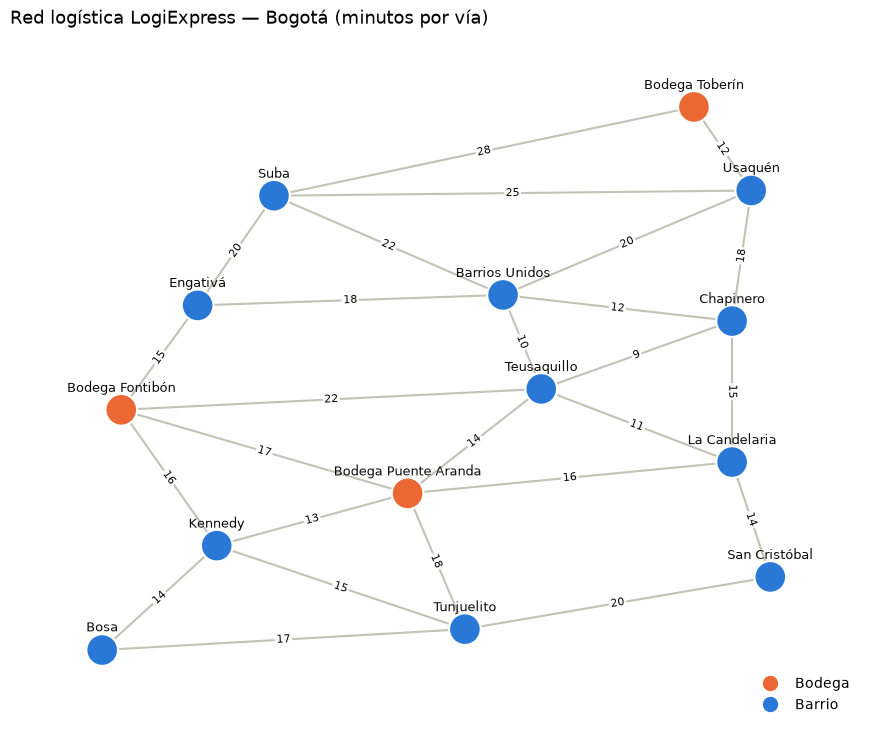 Red logística LogiExpress — Bogotá (minutos por vía)
Bodega Toberín
12
28
Usaquén
Suba
25
20
22
20
18
Engativá
Barrios Unidos
18
12
Chapinero
15
10
9
Teusaquillo
Bodega Fontibón
22
15
11
14
La Candelaria
17
Bodega Puente Aranda
16
16
13
14
Kennedy
18
San Cristóbal
15
14
20
Tunjuelito
Bosa
17
Bodega
Barrio